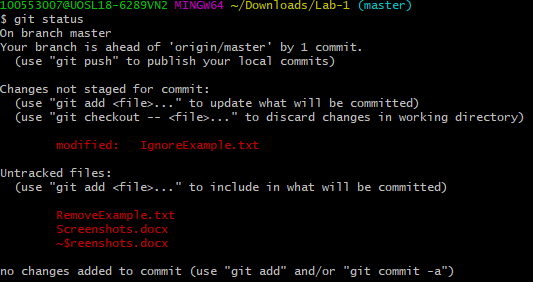 100553007@UOSL18-6289VN2 MINGW64 ~/Downloads/Lab-1 (master)
$ git status
On branch master
Your branch is ahead of 'origin/master' by 1 commit.
  (use "git push" to publish your local commits)

Changes not staged for commit:
  (use "git add <file>..." to update what will be committed)
  (use "git checkout -- <file>..." to discard changes in working directory)

        modified:   IgnoreExample.txt

Untracked files:
  (use "git add <file>..." to include in what will be committed)

        RemoveExample.txt
        Screenshots.docx
        ~$reenshots.docx

no changes added to commit (use "git add" and/or "git commit -a")